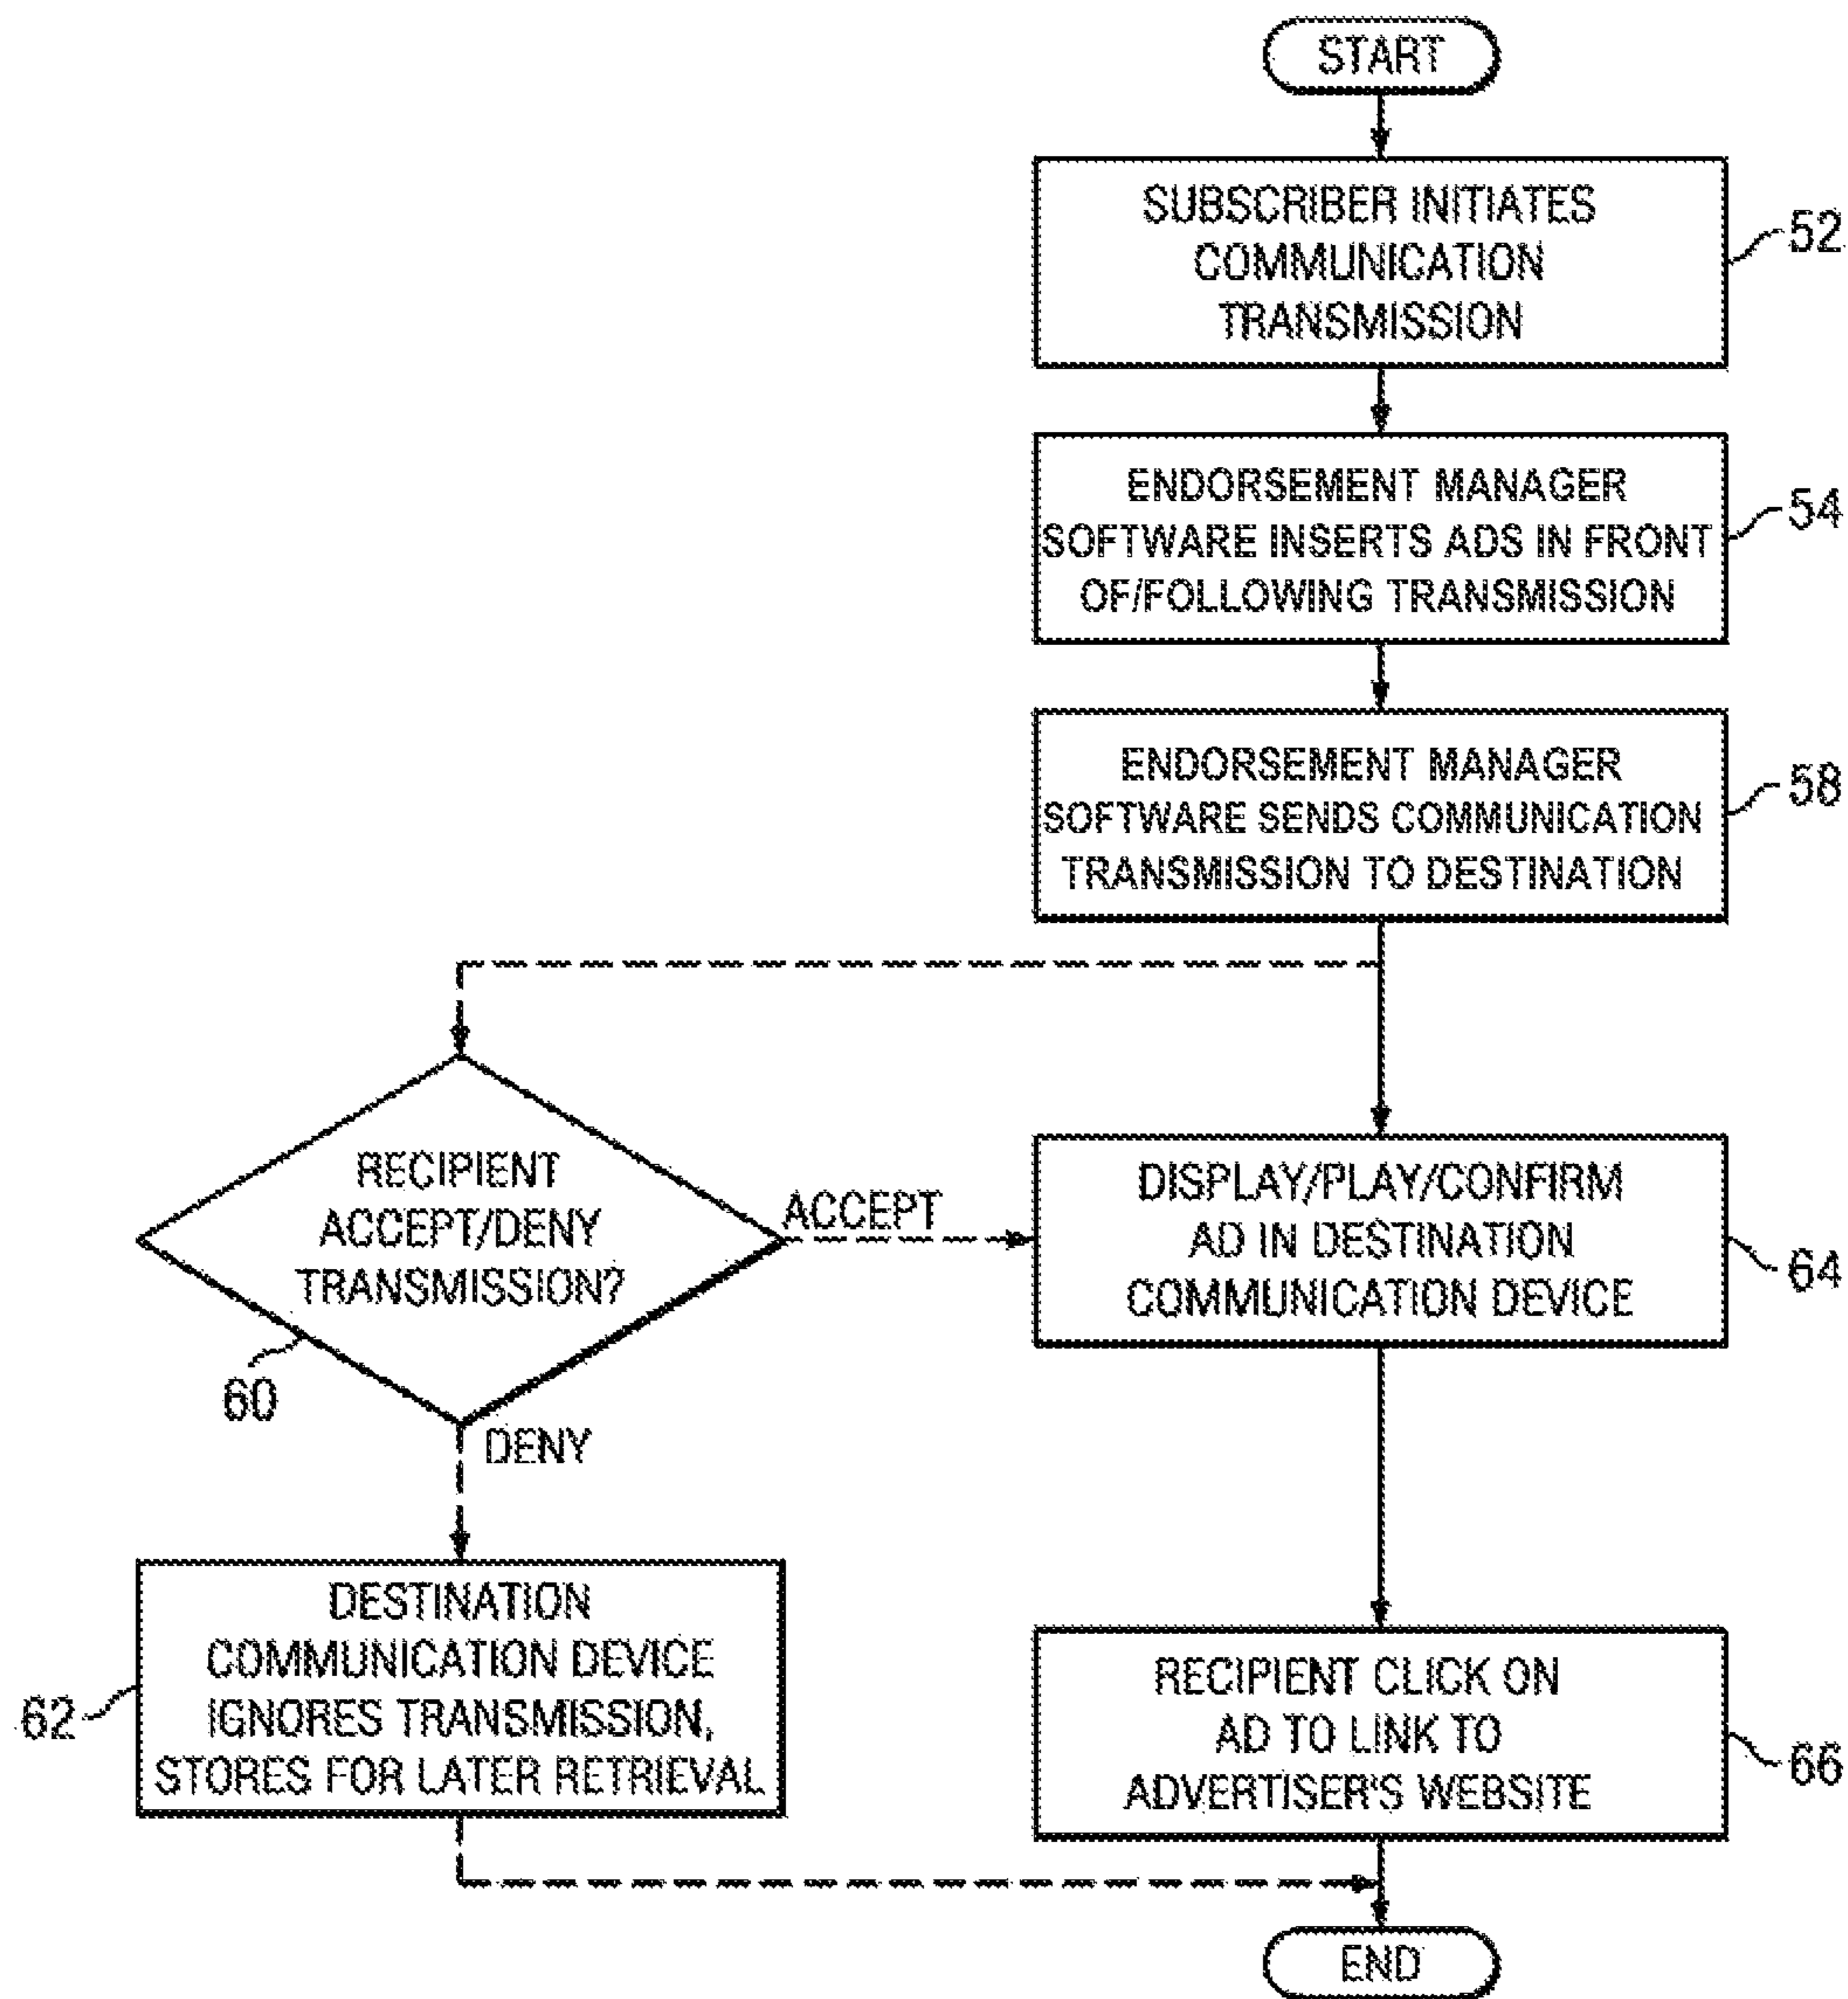 START
SUBSCRIBER INITIATES
COMMUNICATION
TRANSMISSION
52
ENDORSEMENT MANAGER
SOFTWARE INSERTS ADS IN FRONT
OF/FOLLOWING TRANSMISSION
54
ENDORSEMENT MANAGER
SOFTWARE SENDS COMMUNICATION
TRANSMISSION TO DESTINATION
58
RECIPIENT
ACCEPT/DENY
TRANSMISSION?
60
ACCEPT
DENY
DISPLAY/PLAY/CONFIRM
AD IN DESTINATION
COMMUNICATION DEVICE
64
DESTINATION
COMMUNICATION DEVICE
IGNORES TRANSMISSION,
STORES FOR LATER RETRIEVAL
62
RECIPIENT CLICK ON
AD TO LINK TO
ADVERTISER'S WEBSITE
66
END